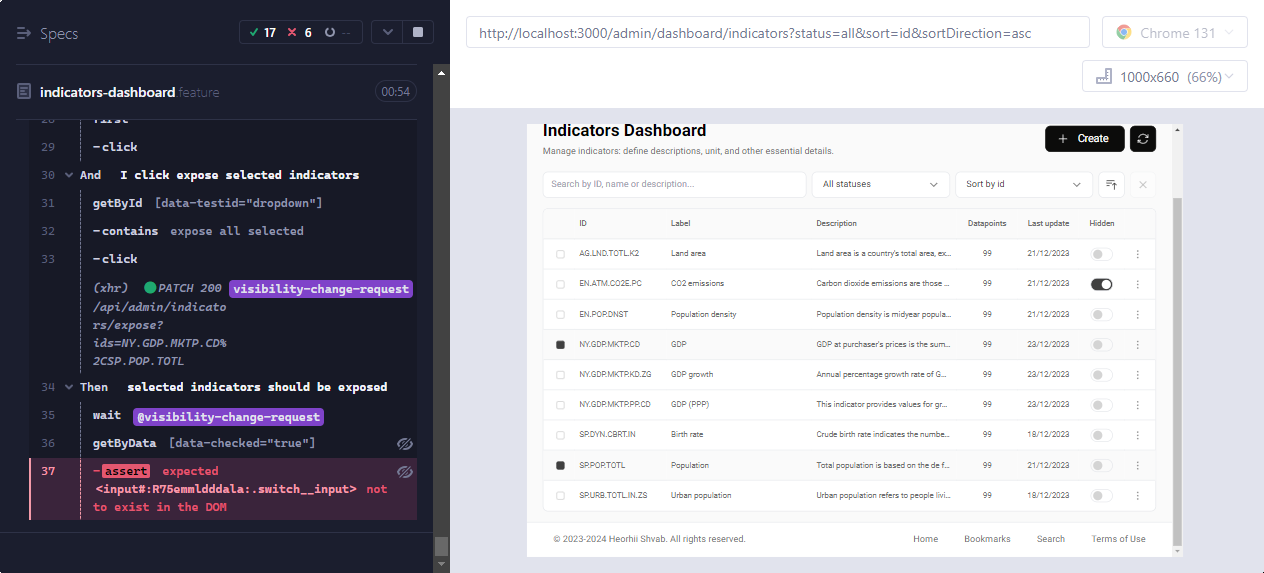 Specs
17
6
--
indicators-dashboard.feature
00:54
28 first
29 -click
30 And I click expose selected indicators
31 getById [data-testid="dropdown"]
32 -contains expose all selected
33 -click
(xhr) PATCH 200 visibility-change-request
/api/admin/indicato
rs/expose?
ids=NY.GDP.MKTP.CD%
2CSP.POP.TOTL
34 Then selected indicators should be exposed
35 wait @visibility-change-request
36 getByData [data-checked="true"]
37 -assert expected
<input#:R75emmldddala:.switch__input> not
to exist in the DOM
http://localhost:3000/admin/dashboard/indicators?status=all&sort=id&sortDirection=asc
Chrome 131
1000x660 (66%)
Indicators Dashboard
Manage indicators: define descriptions, unit, and other essential details.
+ Create
Search by ID, name or description...
All statuses
Sort by id
ID Label Description Datapoints Last update Hidden
AG.LND.TOTL.K2 Land area Land area is a country's total area, ex... 99 21/12/2023
EN.ATM.CO2E.PC CO2 emissions Carbon dioxide emissions are those ... 99 21/12/2023
EN.POP.DNST Population density Population density is midyear popula... 99 21/12/2023
NY.GDP.MKTP.CD GDP GDP at purchaser's prices is the sum... 99 23/12/2023
NY.GDP.MKTP.KD.ZG GDP growth Annual percentage growth rate of G... 99 23/12/2023
NY.GDP.MKTP.PP.CD GDP (PPP) This indicator provides values for gr... 99 23/12/2023
SP.DYN.CBRT.IN Birth rate Crude birth rate indicates the numbe... 99 18/12/2023
SP.POP.TOTL Population Total population is based on the de f... 99 21/12/2023
SP.URB.TOTL.IN.ZS Urban population Urban population refers to people livi... 99 18/12/2023
© 2023-2024 Heorhii Shvab. All rights reserved.
Home
Bookmarks
Search
Terms of Use